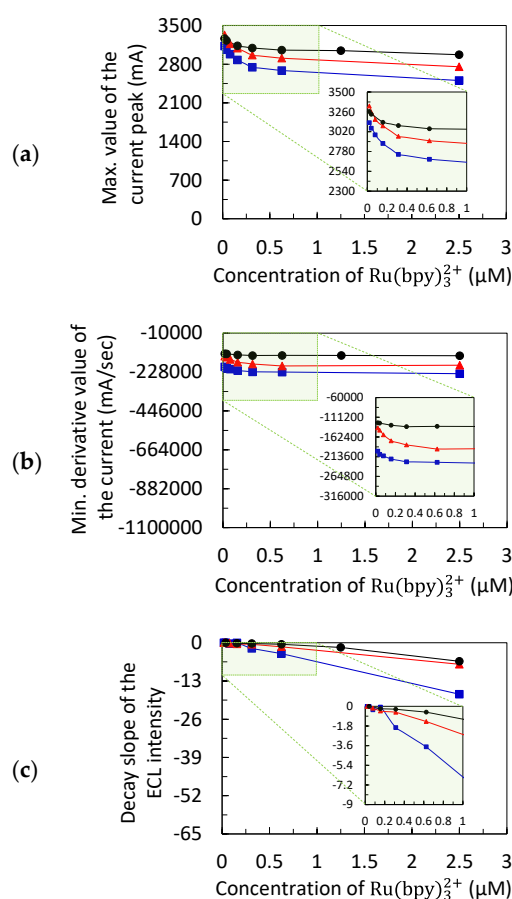 (a)
Max. value of the
current peak (mA)
3500
2800
2100
1400
700
0
3500
3260
3020
2780
2540
2300
0 0.2 0.4 0.6 0.8 1
0 0.5 1 1.5 2 2.5 3
Concentration of Ru(bpy)₃²⁺ (µM)
(b)
Min. derivative value of
the current (mA/sec)
-10000
-228000
-446000
-664000
-882000
-1100000
-60000
-111200
-162400
-213600
-264800
-316000
0 0.2 0.4 0.6 0.8 1
0 0.5 1 1.5 2 2.5 3
Concentration of Ru(bpy)₃²⁺ (µM)
(c)
Decay slope of the
ECL intensity
0
-13
-26
-39
-52
-65
0
-1.8
-3.6
-5.4
-7.2
-9
0 0.2 0.4 0.6 0.8 1
0 0.5 1 1.5 2 2.5 3
Concentration of Ru(bpy)₃²⁺ (µM)